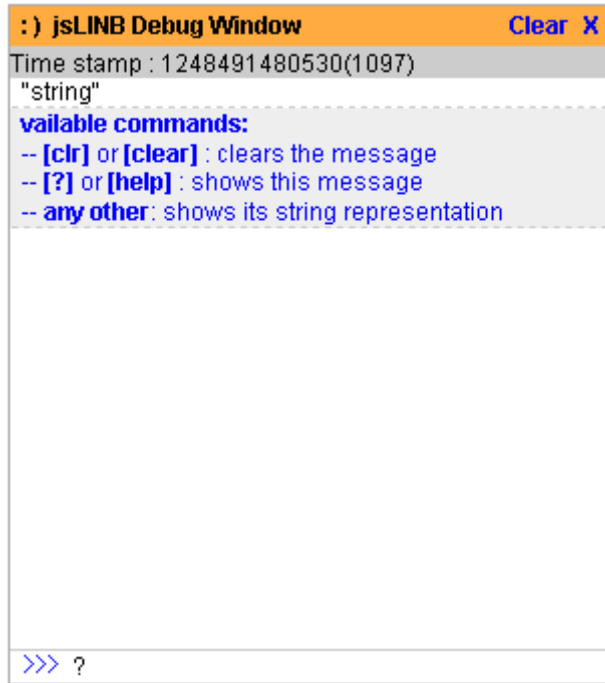 :) jsLINB Debug Window Clear X
Time stamp : 1248491480530(1097)
"string"
vailable commands:
-- [clr] or [clear] : clears the message
-- [?] or [help] : shows this message
-- any other: shows its string representation
>>> ?